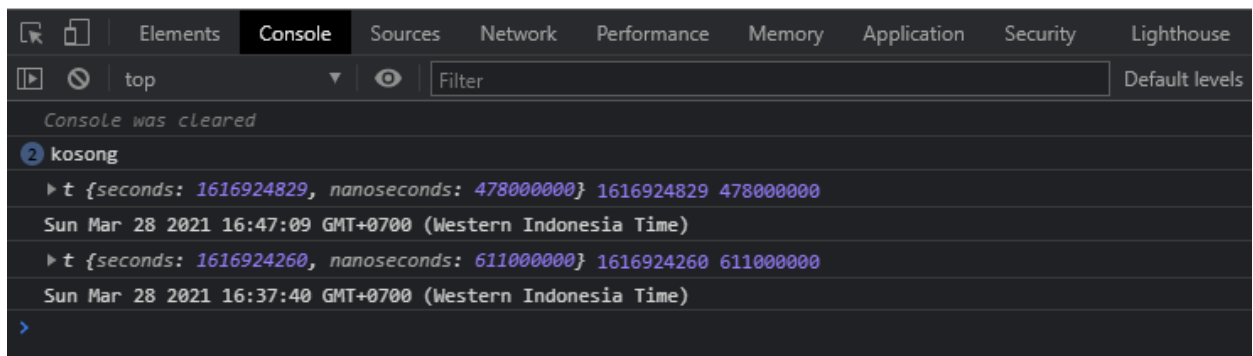 Elements Console Sources Network Performance Memory Application Security Lighthouse
top Filter Default levels
Console was cleared
2 kosong
t {seconds: 1616924829, nanoseconds: 478000000} 1616924829 478000000
Sun Mar 28 2021 16:47:09 GMT+0700 (Western Indonesia Time)
t {seconds: 1616924260, nanoseconds: 611000000} 1616924260 611000000
Sun Mar 28 2021 16:37:40 GMT+0700 (Western Indonesia Time)